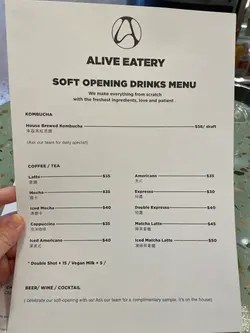 ALIVE EATERY
SOFT OPENING DRINKS MENU
We make everything from scratch
with the freshest ingredients, love and patient
KOMBUCHA
House Brewed Kombucha $58/ draft
(Ask our team for daily special!)
COFFEE / TEA
Latte $35
Americano $35
Mocha $35
Espresso $30
Iced Mocha $40
Double Espresso $40
Cappuccino $35
Matcha Latte $45
Iced Americano $40
Iced Matcha Latte $50
* Double Shot + 15 / Vegan Milk + 5 /
BEER/ WINE / COCKTAIL
( celebrate our soft-opening with us! Ask our team for a complimentary sample, it's on the house)